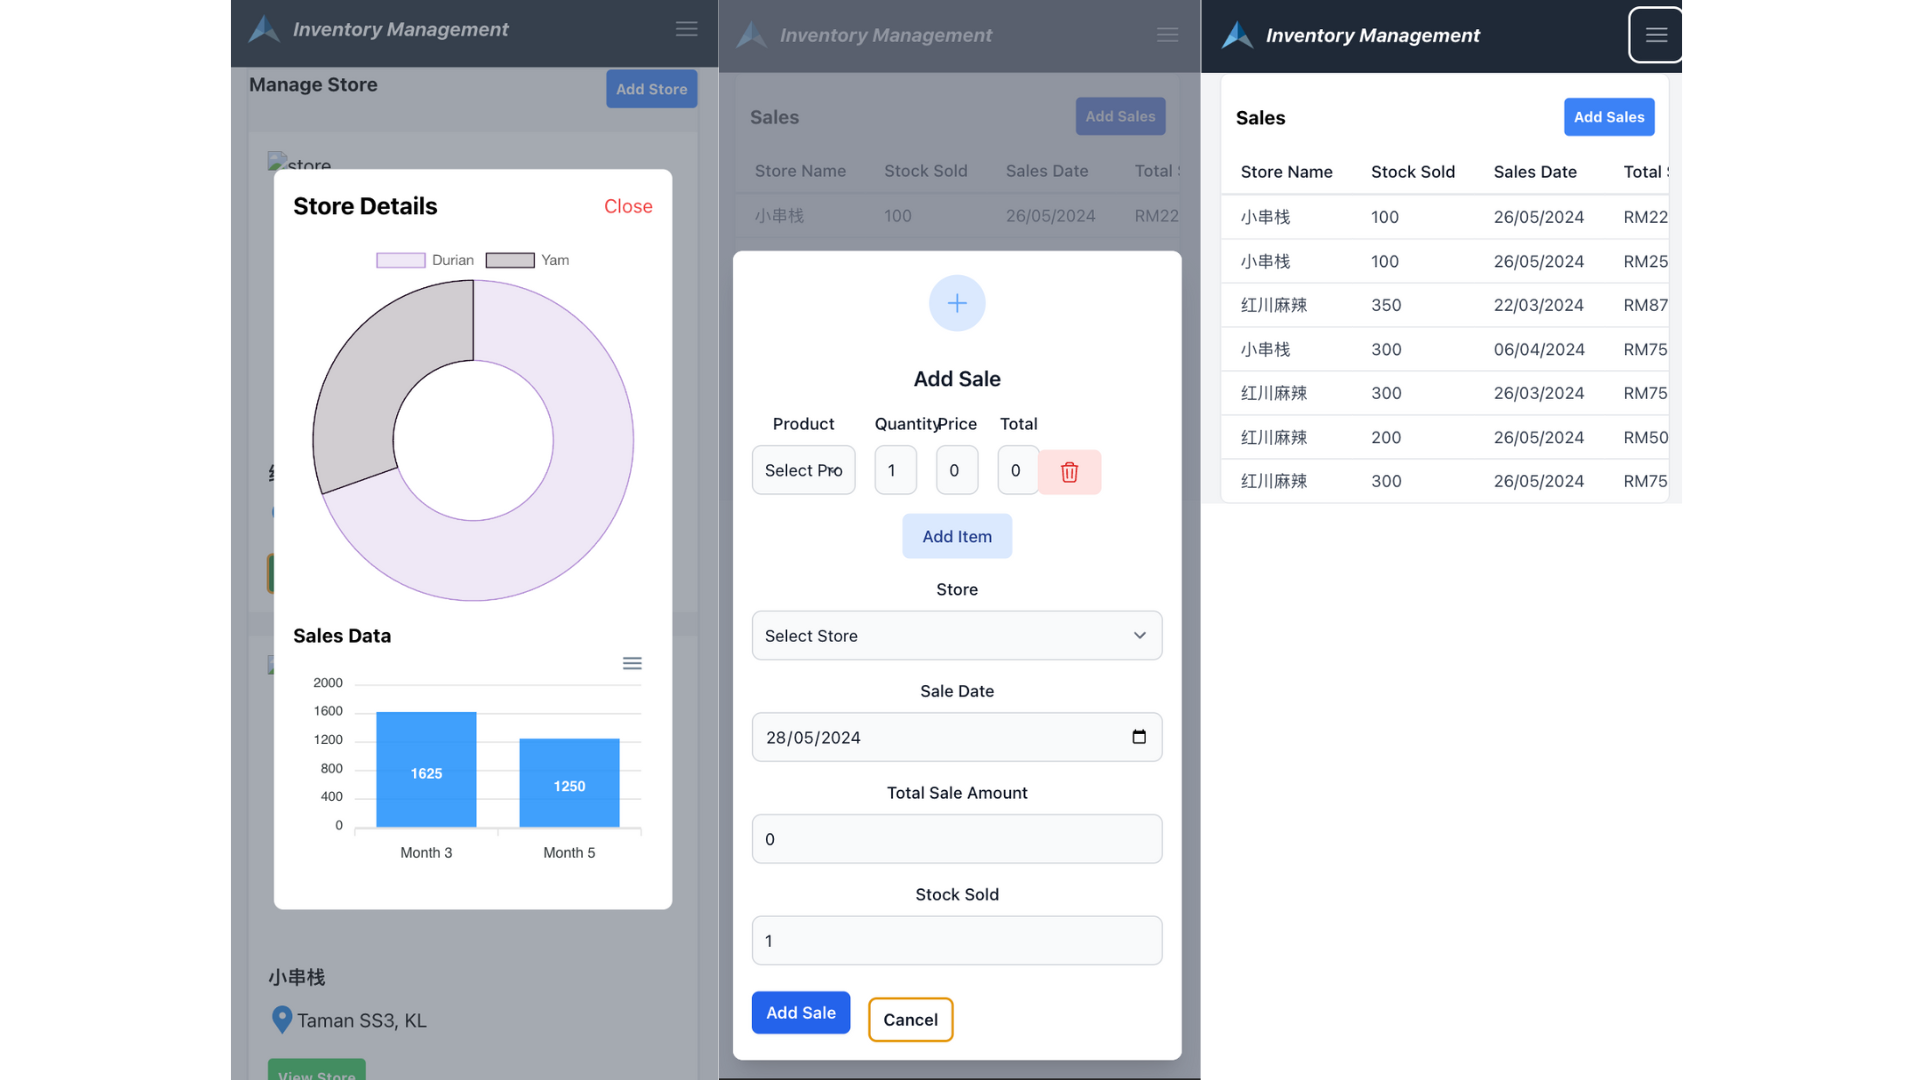 Inventory Management
Manage Store
Add Store
store
Store Details
Close
Durian
Yam
Sales Data
2000
1600
1200
800
400
0
1625
1250
Month 3
Month 5
小串栈
Taman SS3, KL
View Store
Inventory Management
Sales
Add Sales
Store Name Stock Sold Sales Date Total
小串栈 100 26/05/2024 RM22
Add Sale
Product Quantity Price Total
Select Pro 1 0 0
Add Item
Store
Select Store
Sale Date
28/05/2024
Total Sale Amount
0
Stock Sold
1
Add Sale
Cancel
Inventory Management
Sales
Add Sales
Store Name Stock Sold Sales Date Total
小串栈 100 26/05/2024 RM22
小串栈 100 26/05/2024 RM25
红川麻辣 350 22/03/2024 RM87
小串栈 300 06/04/2024 RM75
红川麻辣 300 26/03/2024 RM75
红川麻辣 200 26/05/2024 RM50
红川麻辣 300 26/05/2024 RM75